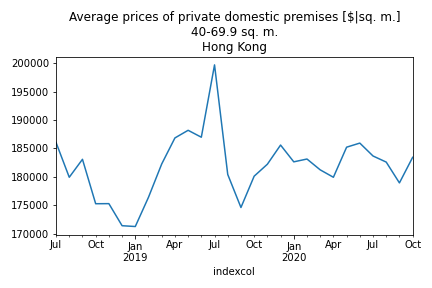 Average prices of private domestic premises [$|sq. m.]
40-69.9 sq. m.
Hong Kong
200000
195000
190000
185000
180000
175000
170000
Jul Oct Jan Apr Jul Oct Jan Apr Jul Oct
2019 2020
indexcol